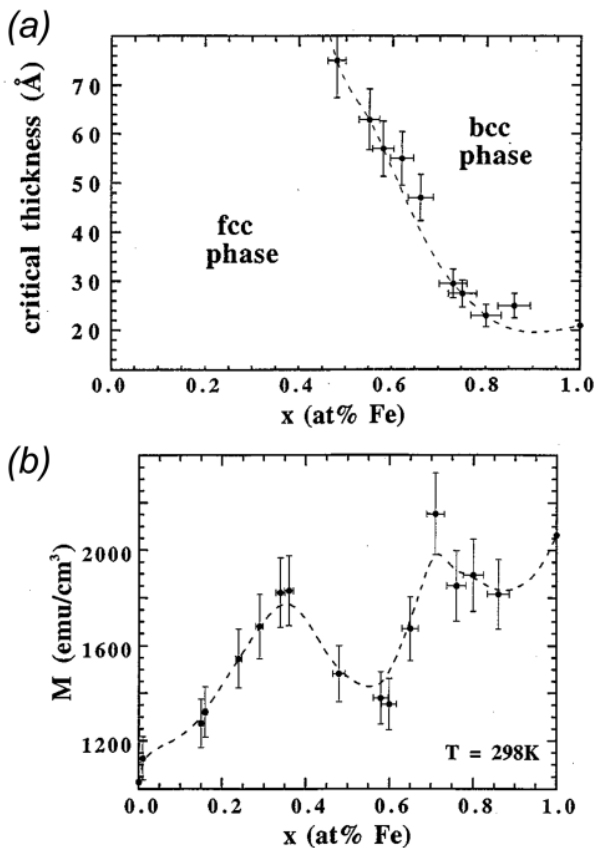 (a)
critical thickness (Å)
70
60
50
40
30
20
bcc
phase
fcc
phase
0.0 0.2 0.4 0.6 0.8 1.0
x (at% Fe)
(b)
M (emu/cm³)
2000
1600
1200
T = 298K
0.0 0.2 0.4 0.6 0.8 1.0
x (at% Fe)